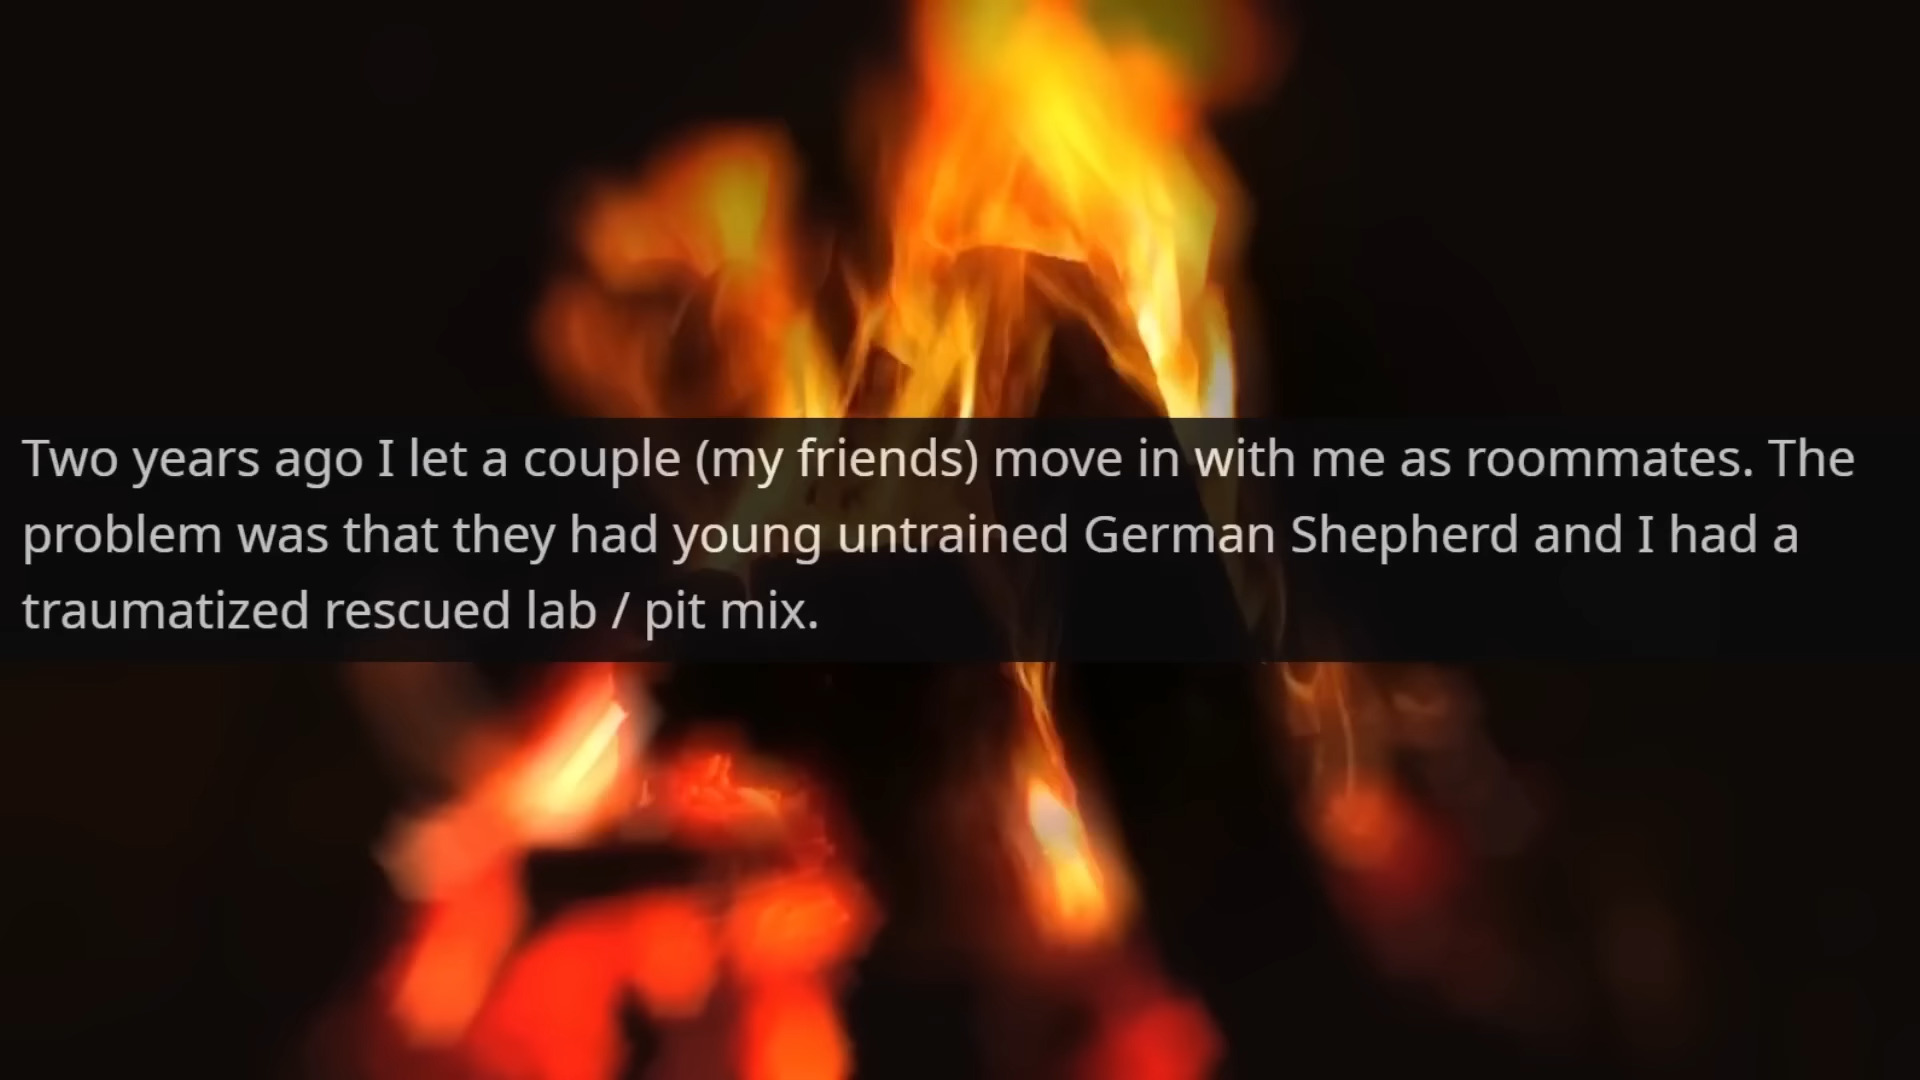 Two years ago I let a couple (my friends) move in with me as roommates. The
problem was that they had young untrained German Shepherd and I had a
traumatized rescued lab / pit mix.